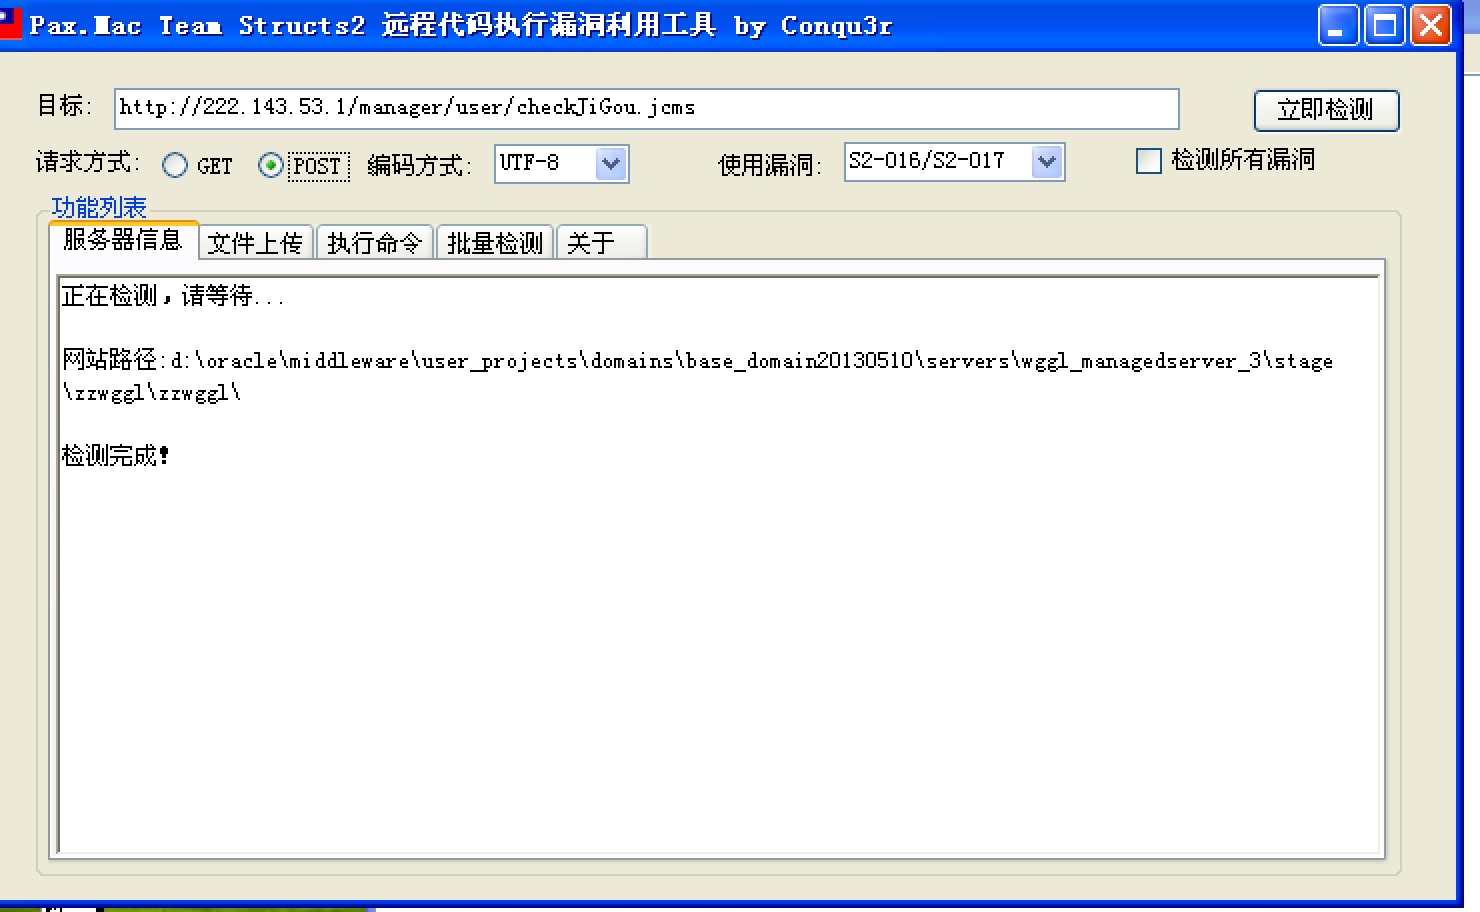 Pax.Mac Team Structs2 远程代码执行漏洞利用工具 by Conqu3r
目标: http://222.143.53.1/manager/user/checkJiGou.jcms 立即检测
请求方式: GET POST 编码方式: UTF-8 使用漏洞: S2-016/S2-017 检测所有漏洞
功能列表
服务器信息 文件上传 执行命令 批量检测 关于
正在检测，请等待...
网站路径:d:\oracle\middleware\user_projects\domains\base_domain20130510\servers\wggl_managedserver_3\stage
\zzwggl\zzwggl\
检测完成!